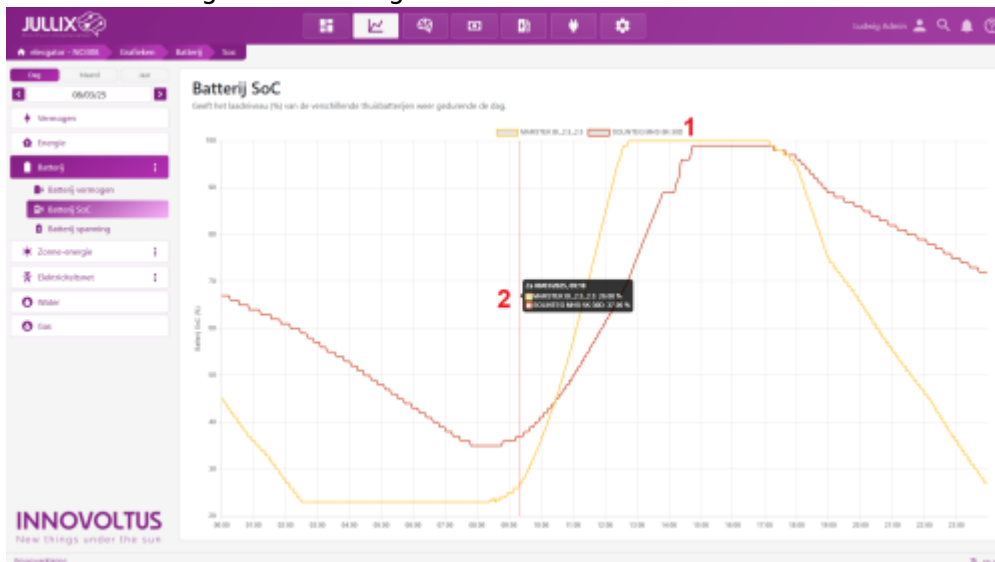 JULLIX
Ludwig Admin
elesgator - NC038 Grafieken Batterij Soc
Dag Maand Jaar
08/03/25
Vermogen
Energie
Batterij
Batterij vermogen
Batterij SoC
Batterij spanning
Zonne-energie
Elektriciteitsnet
Water
Gas
Batterij SoC
Geeft het laadniveau (%) van de verschillende thuisbatterijen weer gedurende de dag.
1
2
Batterij SoC (%)
100
90
80
70
60
50
40
30
20
00:00 01:00 02:00 03:00 04:00 05:00 06:00 07:00 08:00 09:00 10:00 11:00 12:00 13:00 14:00 15:00 16:00 17:00 18:00 19:00 20:00 21:00 22:00 23:00
INNOVOLTUS
New things under the sun